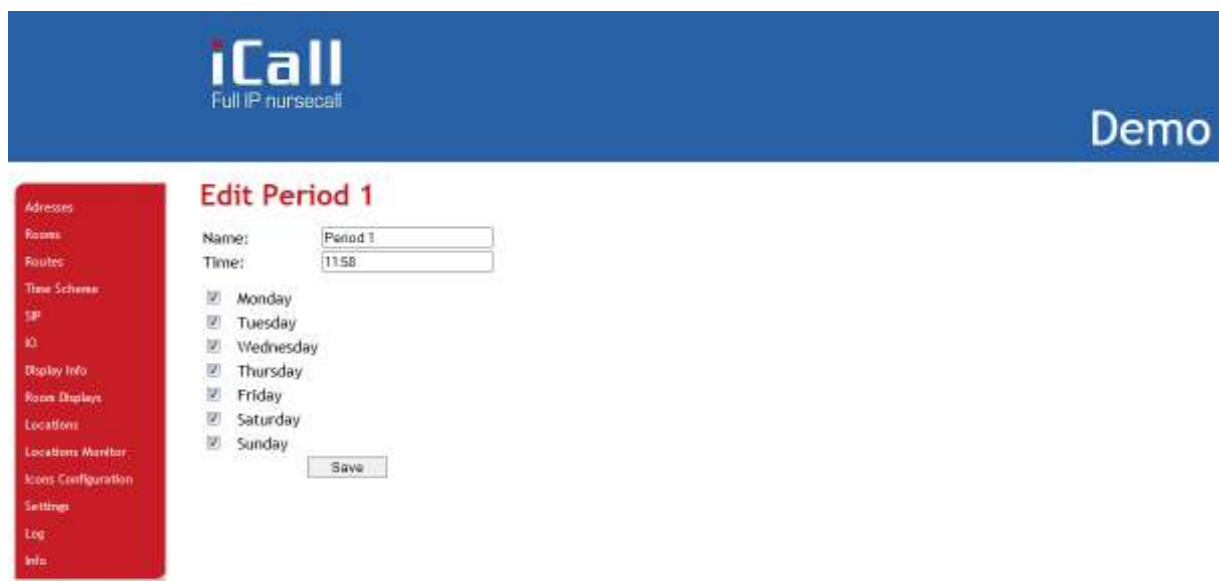 iCall
Full IP nursecall
Demo
Adresses
Rooms
Routes
Time Scheme
SIP
IO
Display Info
Room Displays
Locations
Locations Monitor
Icons Configuration
Settings
Log
Info
Edit Period 1
Name: Period 1
Time: 11:58
Monday
Tuesday
Wednesday
Thursday
Friday
Saturday
Sunday
Save